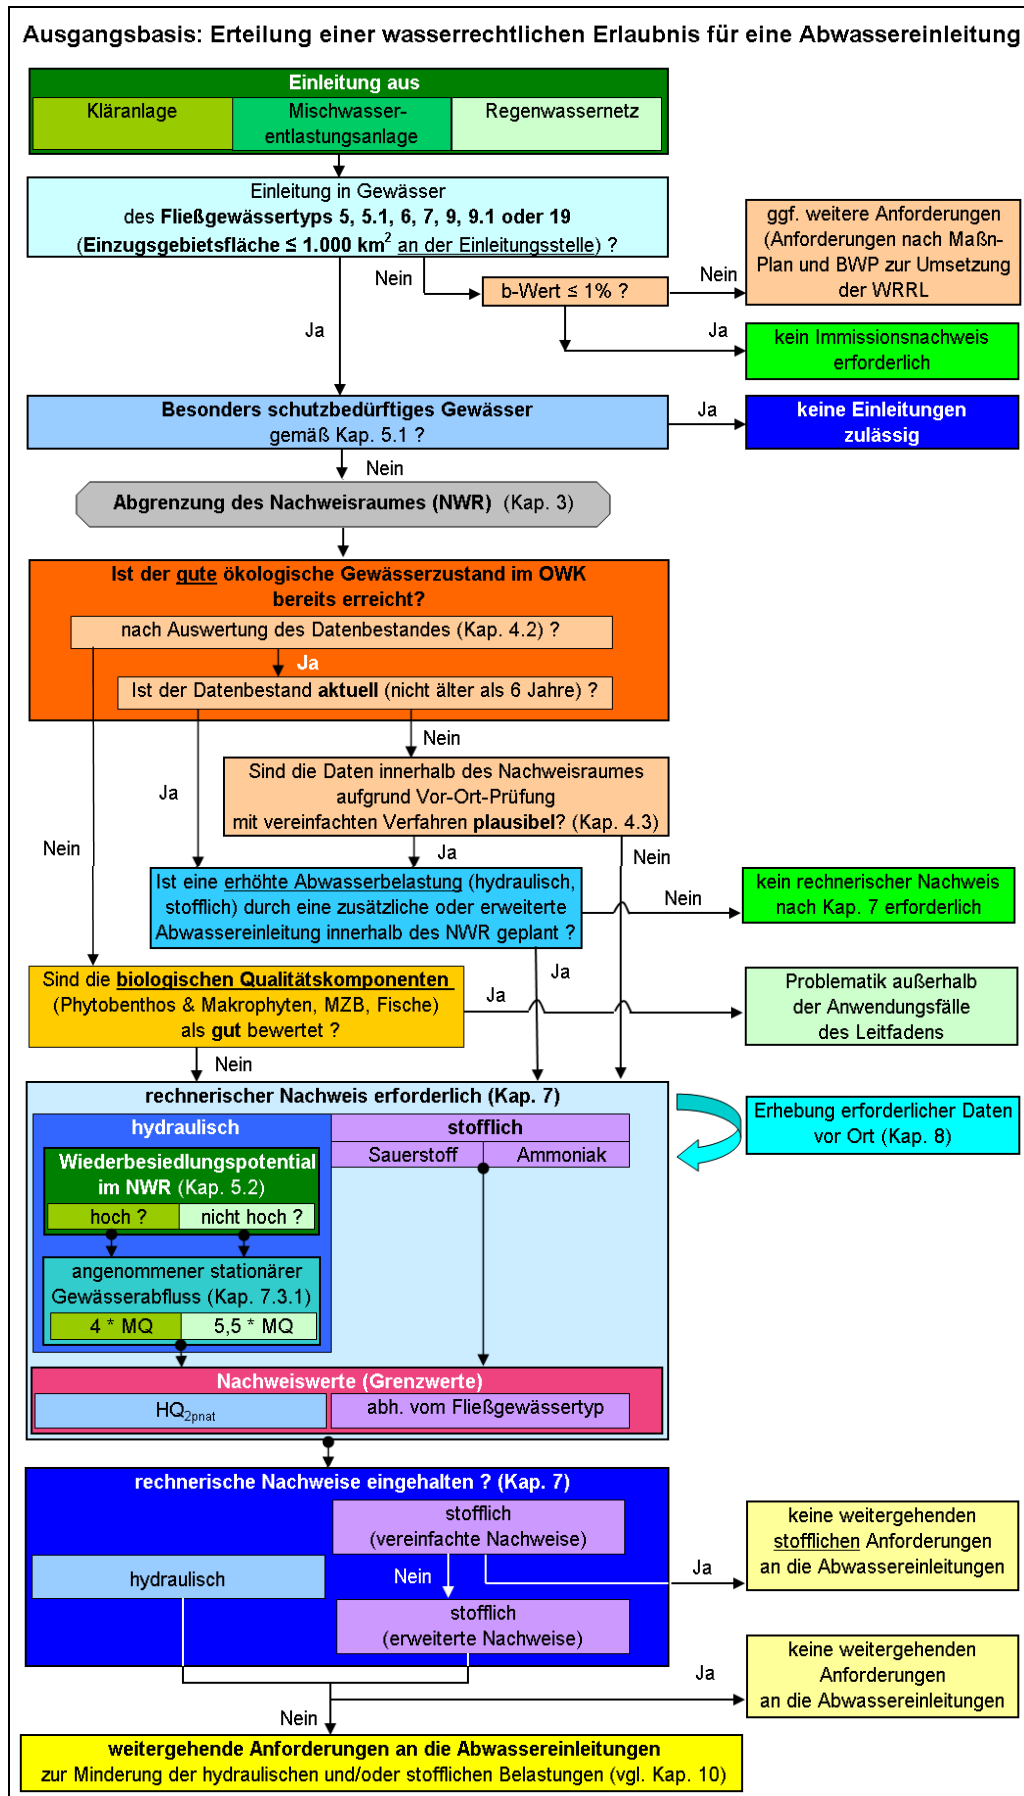 Ausgangsbasis: Erteilung einer wasserrechtlichen Erlaubnis für eine Abwassereinleitung
Einleitung aus
Kläranlage
Mischwasser-
entlastungsanlage
Regenwassernetz
Einleitung in Gewässer
des Fließgewässertyps 5, 5.1, 6, 7, 9, 9.1 oder 19
(Einzugsgebietsfläche ≤ 1.000 km² an der Einleitungsstelle) ?
Nein
b-Wert ≤ 1% ?
Nein
ggf. weitere Anforderungen
(Anforderungen nach Maßn-
Plan und BWP zur Umsetzung
der WRRL
Ja
Ja
kein Immissionsnachweis
erforderlich
Besonders schutzbedürftiges Gewässer
gemäß Kap. 5.1 ?
Ja
keine Einleitungen
zulässig
Nein
Abgrenzung des Nachweisraumes (NWR) (Kap. 3)
Ist der gute ökologische Gewässerzustand im OWK
bereits erreicht?
nach Auswertung des Datenbestandes (Kap. 4.2) ?
Ja
Ist der Datenbestand aktuell (nicht älter als 6 Jahre) ?
Nein
Sind die Daten innerhalb des Nachweisraumes
aufgrund Vor-Ort-Prüfung
mit vereinfachten Verfahren plausibel? (Kap. 4.3)
Ja
Nein
Ja
Nein
Ist eine erhöhte Abwasserbelastung (hydraulisch,
stofflich) durch eine zusätzliche oder erweiterte
Abwassereinleitung innerhalb des NWR geplant ?
Nein
kein rechnerischer Nachweis
nach Kap. 7 erforderlich
Ja
Sind die biologischen Qualitätskomponenten
(Phytobenthos & Makrophyten, MZB, Fische)
als gut bewertet ?
Ja
Problematik außerhalb
der Anwendungsfälle
des Leitfadens
Nein
rechnerischer Nachweis erforderlich (Kap. 7)
hydraulisch
stofflich
Sauerstoff
Ammoniak
Erhebung erforderlicher Daten
vor Ort (Kap. 8)
Wiederbesiedlungspotential
im NWR (Kap. 5.2)
hoch ?
nicht hoch ?
angenommener stationärer
Gewässerabfluss (Kap. 7.3.1)
4 * MQ
5,5 * MQ
Nachweiswerte (Grenzwerte)
HQ2pnat
abh. vom Fließgewässertyp
rechnerische Nachweise eingehalten ? (Kap. 7)
stofflich
(vereinfachte Nachweise)
Nein
Ja
keine weitergehenden
stofflichen Anforderungen
an die Abwassereinleitungen
hydraulisch
stofflich
(erweiterte Nachweise)
Ja
keine weitergehenden
Anforderungen
an die Abwassereinleitungen
Nein
weitergehende Anforderungen an die Abwassereinleitungen
zur Minderung der hydraulischen und/oder stofflichen Belastungen (vgl. Kap. 10)